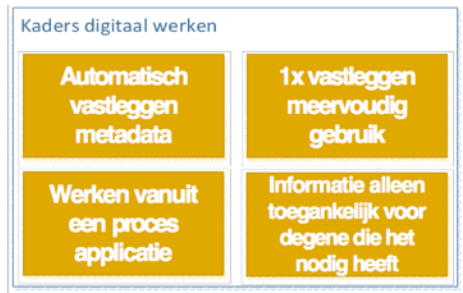 Kaders digitaal werken
Automatisch
vastleggen
metadata
1x vastleggen
meervoudig
gebruik
Werken vanuit
een proces
applicatie
Informatie alleen
toegankelijk voor
degene die het
nodig heeft